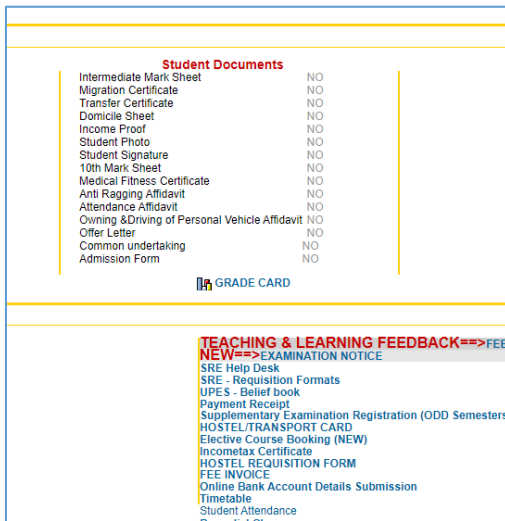 Student Documents
Intermediate Mark Sheet NO
Migration Certificate NO
Transfer Certificate NO
Domicile Sheet NO
Income Proof NO
Student Photo NO
Student Signature NO
10th Mark Sheet NO
Medical Fitness Certificate NO
Anti Ragging Affidavit NO
Attendance Affidavit NO
Owning &Driving of Personal Vehicle Affidavit NO
Offer Letter NO
Common undertaking NO
Admission Form NO
GRADE CARD
TEACHING & LEARNING FEEDBACK==>FEE
NEW==>EXAMINATION NOTICE
SRE Help Desk
SRE - Requisition Formats
UPES - Belief book
Payment Receipt
Supplementary Examination Registration (ODD Semesters
HOSTEL/TRANSPORT CARD
Elective Course Booking (NEW)
Incometax Certificate
HOSTEL REQUISITION FORM
FEE INVOICE
Online Bank Account Details Submission
Timetable
Student Attendance